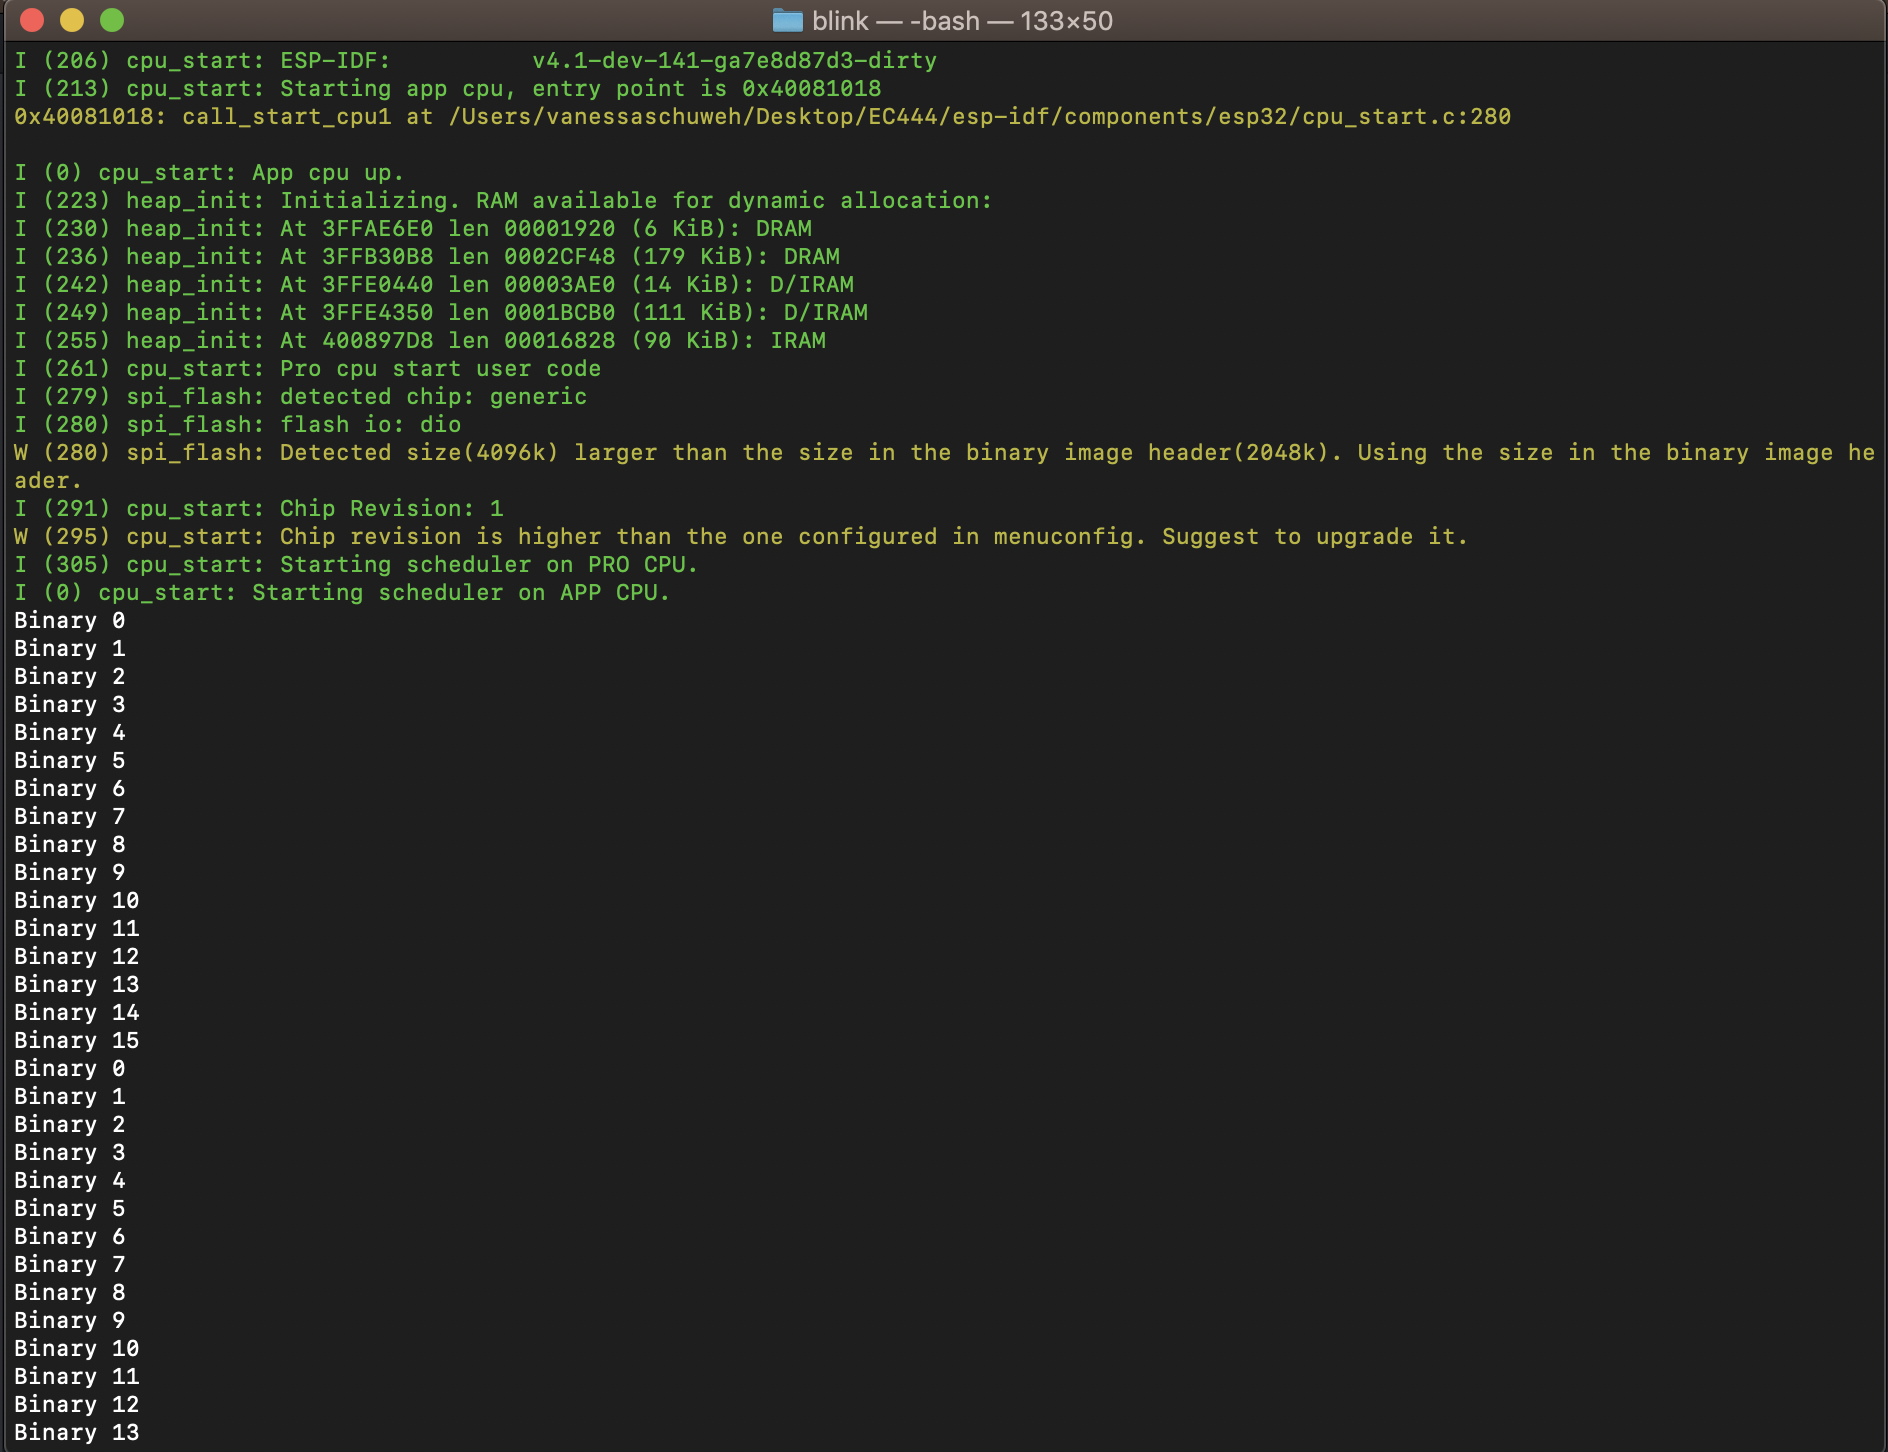 blink — -bash — 133×50
I (206) cpu_start: ESP-IDF:          v4.1-dev-141-ga7e8d87d3-dirty
I (213) cpu_start: Starting app cpu, entry point is 0x40081018
0x40081018: call_start_cpu1 at /Users/vanessaschuweh/Desktop/EC444/esp-idf/components/esp32/cpu_start.c:280
I (0) cpu_start: App cpu up.
I (223) heap_init: Initializing. RAM available for dynamic allocation:
I (230) heap_init: At 3FFAE6E0 len 00001920 (6 KiB): DRAM
I (236) heap_init: At 3FFB30B8 len 0002CF48 (179 KiB): DRAM
I (242) heap_init: At 3FFE0440 len 00003AE0 (14 KiB): D/IRAM
I (249) heap_init: At 3FFE4350 len 0001BCB0 (111 KiB): D/IRAM
I (255) heap_init: At 400897D8 len 00016828 (90 KiB): IRAM
I (261) cpu_start: Pro cpu start user code
I (279) spi_flash: detected chip: generic
I (280) spi_flash: flash io: dio
W (280) spi_flash: Detected size(4096k) larger than the size in the binary image header(2048k). Using the size in the binary image he
ader.
I (291) cpu_start: Chip Revision: 1
W (295) cpu_start: Chip revision is higher than the one configured in menuconfig. Suggest to upgrade it.
I (305) cpu_start: Starting scheduler on PRO CPU.
I (0) cpu_start: Starting scheduler on APP CPU.
Binary 0
Binary 1
Binary 2
Binary 3
Binary 4
Binary 5
Binary 6
Binary 7
Binary 8
Binary 9
Binary 10
Binary 11
Binary 12
Binary 13
Binary 14
Binary 15
Binary 0
Binary 1
Binary 2
Binary 3
Binary 4
Binary 5
Binary 6
Binary 7
Binary 8
Binary 9
Binary 10
Binary 11
Binary 12
Binary 13